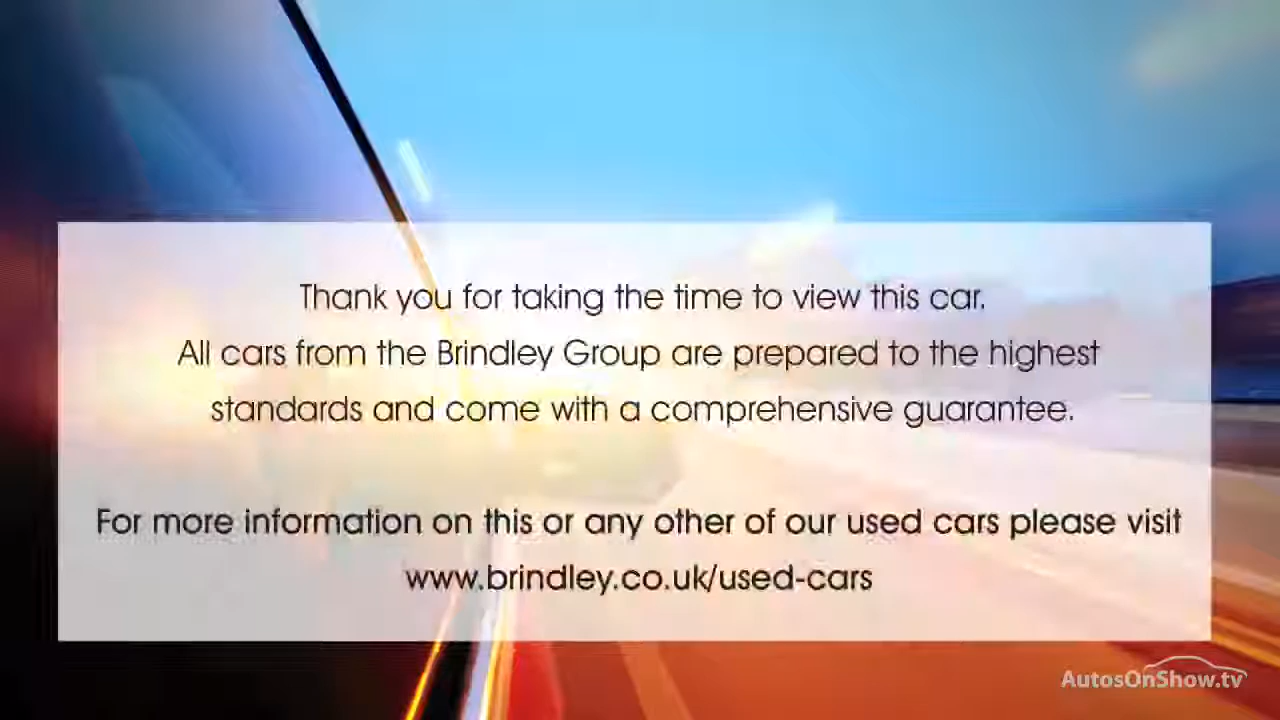 Thank you for taking the time to view this car.
All cars from the Brindley Group are prepared to the highest
standards and come with a comprehensive guarantee.
For more information on this or any other of our used cars please visit
www.brindley.co.uk/used-cars
AutosOnShow.tv